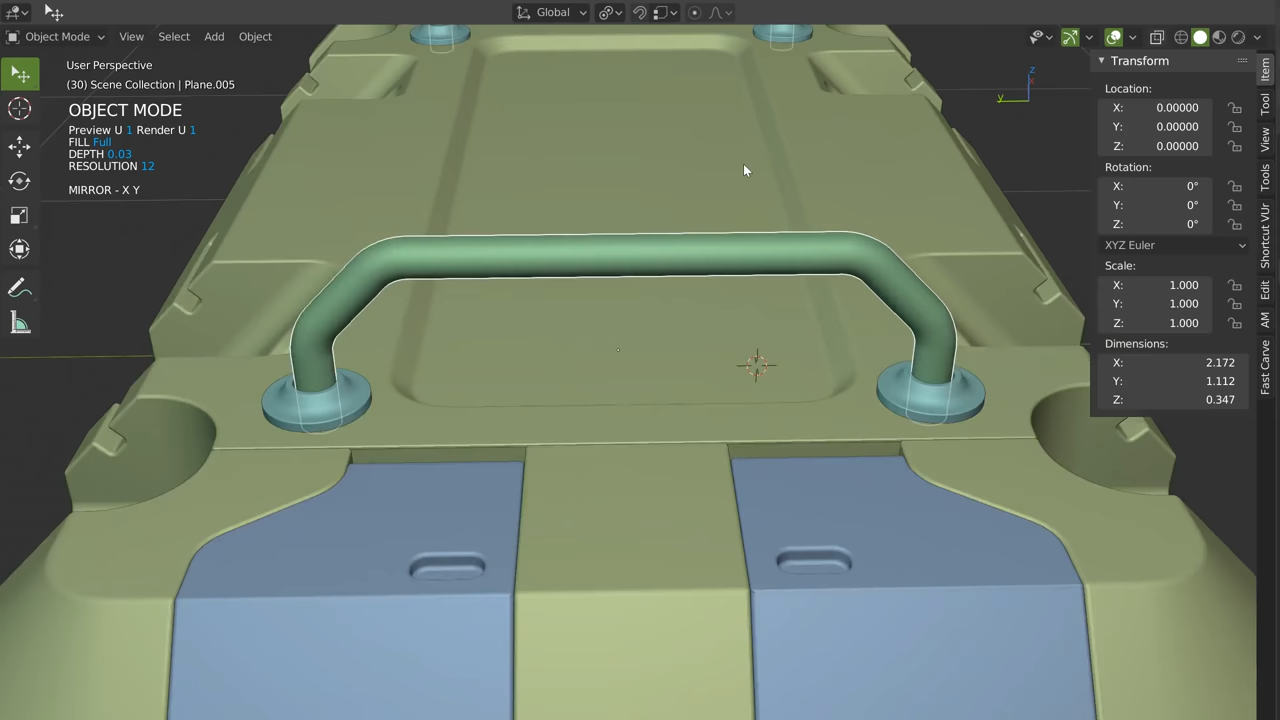 Global
Object Mode
View
Select
Add
Object
User Perspective
(30) Scene Collection | Plane.005
OBJECT MODE
Preview U 1 Render U 1
FILL Full
DEPTH 0.03
RESOLUTION 12
MIRROR - X Y
z
x
y
Transform
Location:
X: 0.00000
Y: 0.00000
Z: 0.00000
Rotation:
X: 0°
Y: 0°
Z: 0°
XYZ Euler
Scale:
X: 1.000
Y: 1.000
Z: 1.000
Dimensions:
X: 2.172
Y: 1.112
Z: 0.347
Item
Tool
View
Tools
Shortcut VUr
Edit
AM
Fast Carve